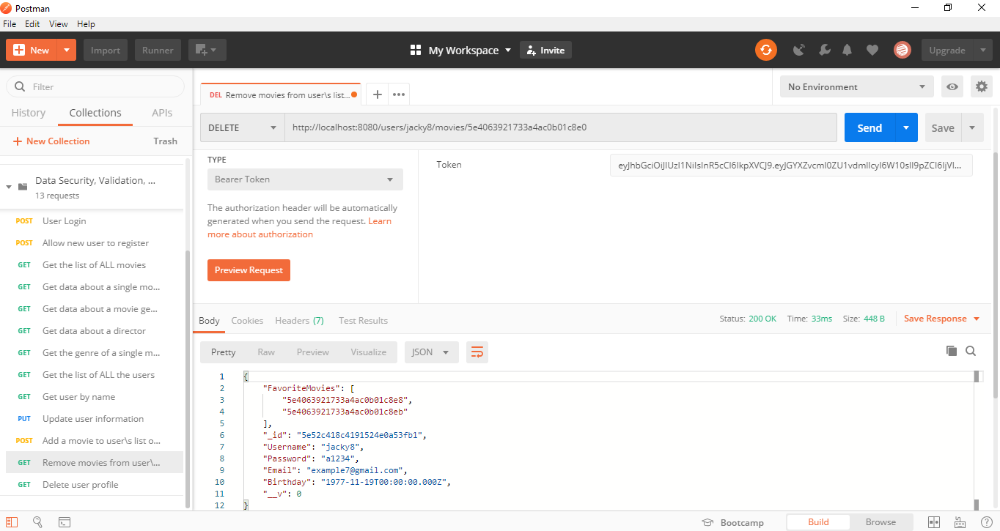 Postman
File Edit View Help
New Import Runner My Workspace Invite Upgrade
Filter
History Collections APIs
New Collection Trash
Data Security, Validation, ...
13 requests
POST User Login
POST Allow new user to register
GET Get the list of ALL movies
GET Get data about a single mo...
GET Get data about a movie ge...
GET Get data about a director
GET Get the genre of a single m...
GET Get the list of ALL the users
GET Get user by name
PUT Update user information
POST Add a movie to user\s list o...
GET Remove movies from user\...
GET Delete user profile
DEL Remove movies from user\s list...
No Environment
DELETE http://localhost:8080/users/jacky8/movies/5e4063921733a4ac0b01c8e0 Send Save
TYPE
Bearer Token
The authorization header will be automatically
generated when you send the request. Learn
more about authorization
Preview Request
Token
Body Cookies Headers (7) Test Results
Status: 200 OK Time: 33ms Size: 448 B Save Response
Pretty Raw Preview Visualize JSON
1 {
2 "FavoriteMovies": [
3 "5e4063921733a4ac0b01c8e8",
4 "5e4063921733a4ac0b01c8eb"
5 ],
6 "_id": "5e52c418c4191524e0a53fb1",
7 "Username": "jacky8",
8 "Password": "a1234",
9 "Email": "example7@gmail.com",
10 "Birthday": "1977-11-19T00:00:00.000Z",
11 "__v": 0
12 }
Bootcamp Build Browse